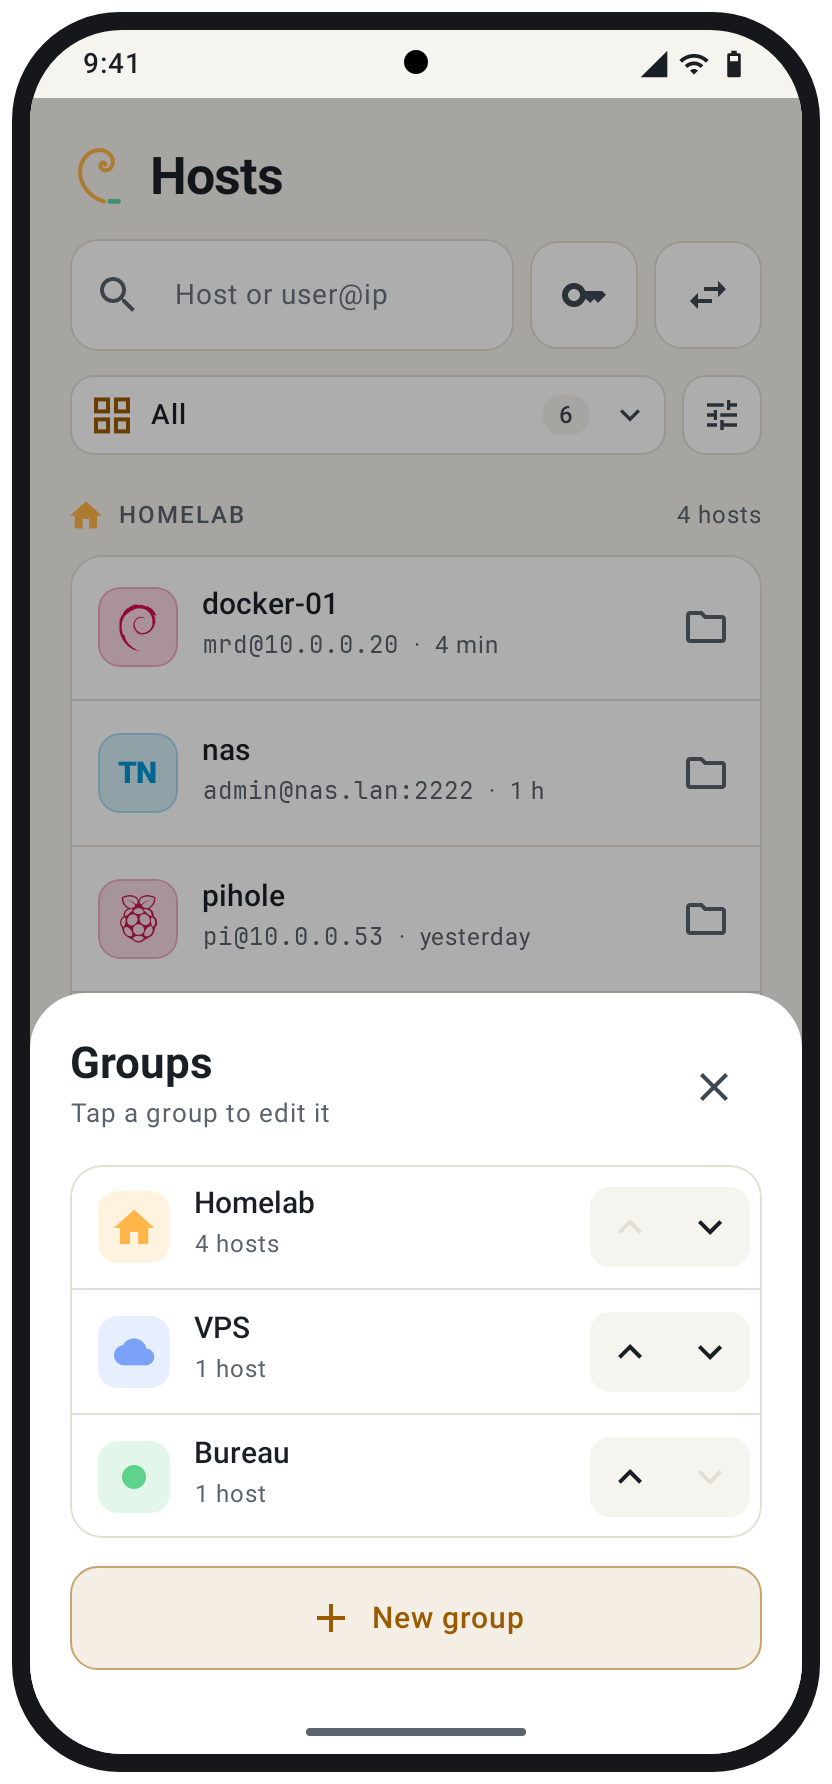 9:41
Hosts
Host or user@ip
All 6
HOMELAB 4 hosts
docker-01
mrd@10.0.0.20 · 4 min
TN
nas
admin@nas.lan:2222 · 1 h
pihole
pi@10.0.0.53 · yesterday
Groups
Tap a group to edit it
Homelab
4 hosts
VPS
1 host
Bureau
1 host
New group